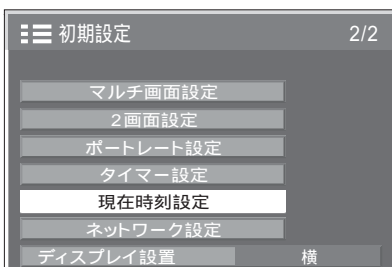 初期設定 2/2
マルチ画面設定
2画面設定
ポートレート設定
タイマー設定
現在時刻設定
ネットワーク設定
ディスプレイ設置 横